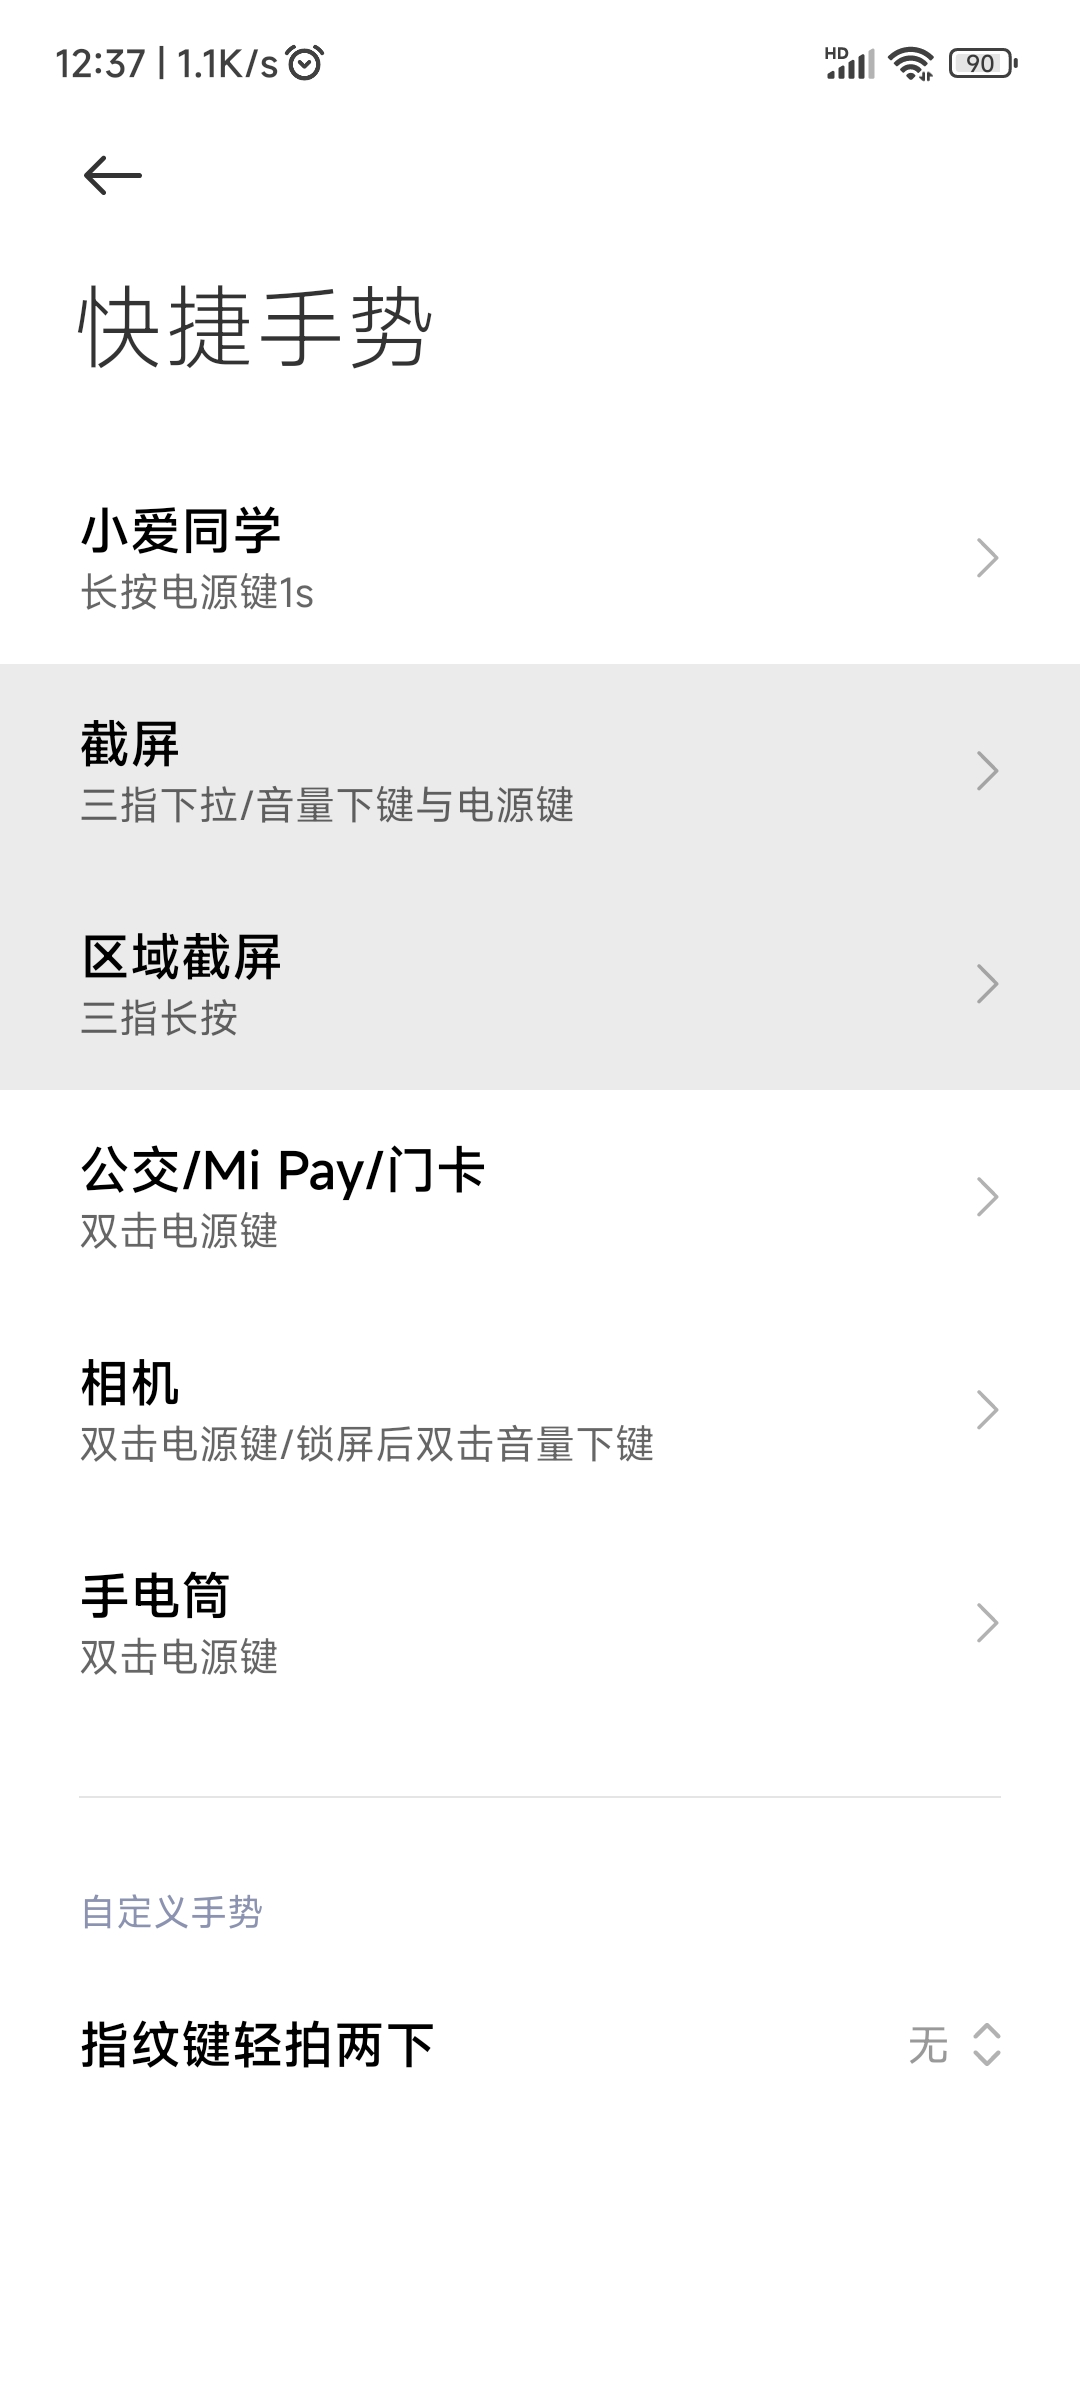 12:37 | 1.1K/s
HD 90
快捷手势
小爱同学
长按电源键1s
截屏
三指下拉/音量下键与电源键
区域截屏
三指长按
公交/Mi Pay/门卡
双击电源键
相机
双击电源键/锁屏后双击音量下键
手电筒
双击电源键
自定义手势
指纹键轻拍两下 无